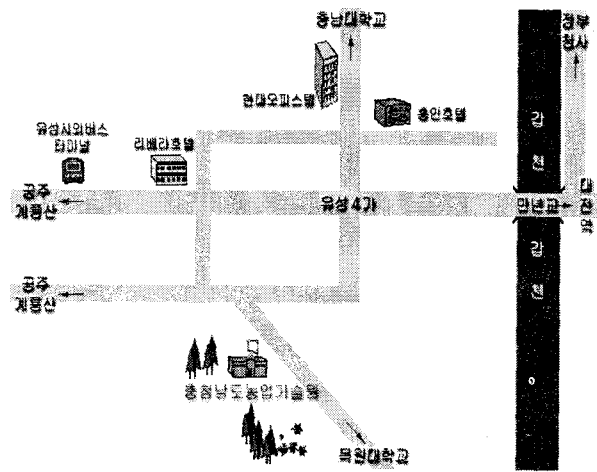 충남대학교
정부
청사
현대오피스텔
홍인호텔
갑
천
유성시외버스
터미널
리베라호텔
공주
계룡산
유성 4가
만년교
대
전
역
공주
계룡산
갑
천
충청남도농업기술원
목원대학교